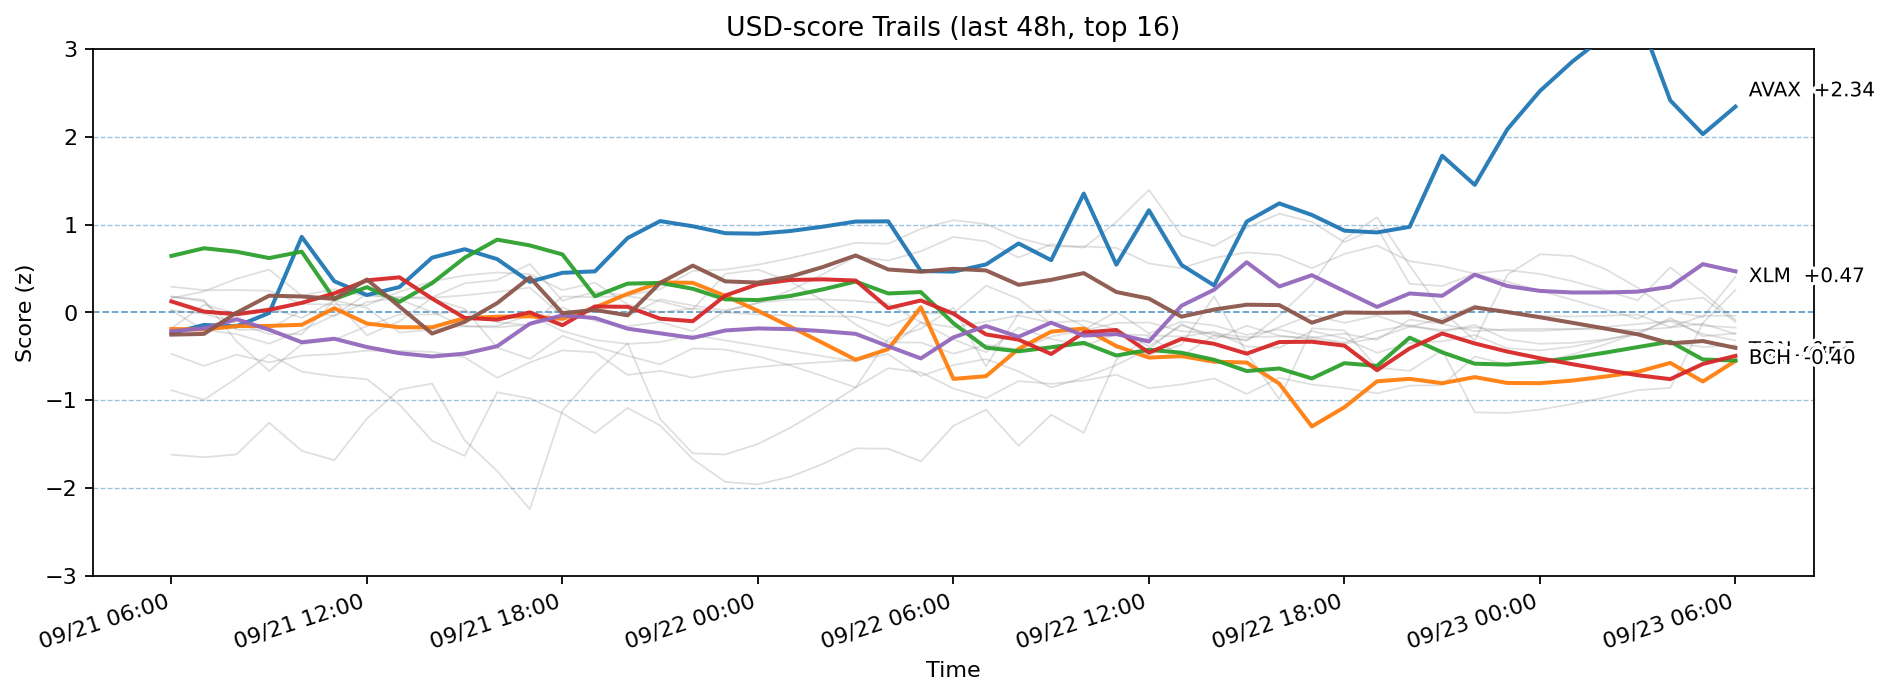 USD-score Trails (last 48h, top 16)
Score (z)
3
2
1
0
−1
−2
−3
AVAX +2.34
XLM +0.47
BCH -0.40
09/21 06:00
09/21 12:00
09/21 18:00
09/22 00:00
09/22 06:00
09/22 12:00
09/22 18:00
09/23 00:00
09/23 06:00
Time